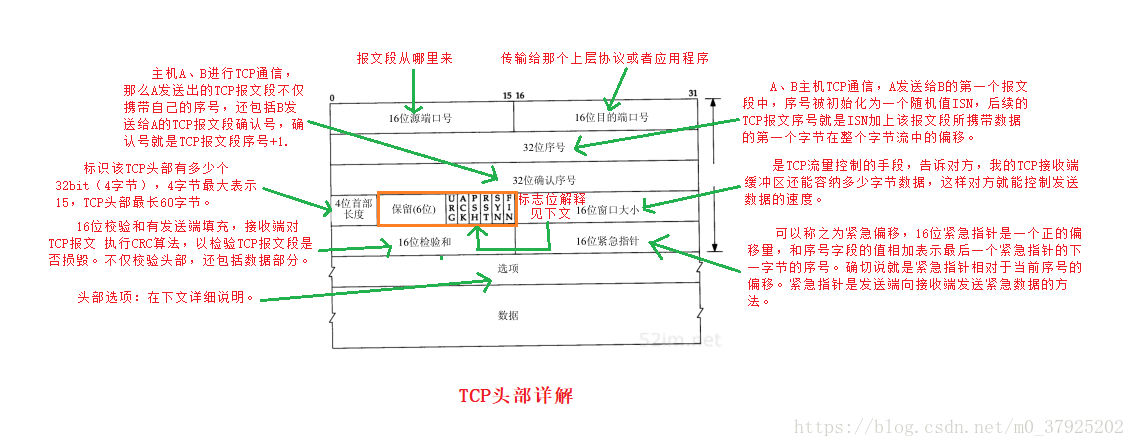 报文段从哪里来
传输给那个上层协议或者应用程序
主机A、B进行TCP通信，
那么A发送出的TCP报文段不仅
携带自己的序号，还包括B发
送给A的TCP报文段确认号，确
认号就是TCP报文段序号+1.
A、B主机TCP通信，A发送给B的第一个报文
段中，序号被初始化为一个随机值ISN，后续的
TCP报文序号就是ISN加上该报文段所携带数据
的第一个字节在整个字节流中的偏移。
0
15 16
31
16位源端口号
16位目的端口号
32位序号
32位确认序号
标识该TCP头部有多少个
32bit（4字节），4字节最大表示
15，TCP头部最长60字节。
是TCP流量控制的手段，告诉对方，我的TCP接收端
缓冲区还能容纳多少字节数据，这样对方就能控制发送
数据的速度。
4位首部
长度
保留(6位)
URG
ACK
PSH
RST
SYN
FIN
标志位解释
见下文
16位窗口大小
16位校验和有发送端填充，接收端对
TCP报文 执行CRC算法，以检验TCP报文段是
否损毁。不仅校验头部，还包括数据部分。
16位检验和
16位紧急指针
可以称之为紧急偏移，16位紧急指针是一个正的偏
移量，和序号字段的值相加表示最后一个紧急指针的下
一字节的序号。确切说就是紧急指针相对于当前序号的
偏移。紧急指针是发送端向接收端发送紧急数据的方
法。
选项
头部选项：在下文详细说明。
数据
52im.net
TCP头部详解
https://blog.csdn.net/m0_37925202